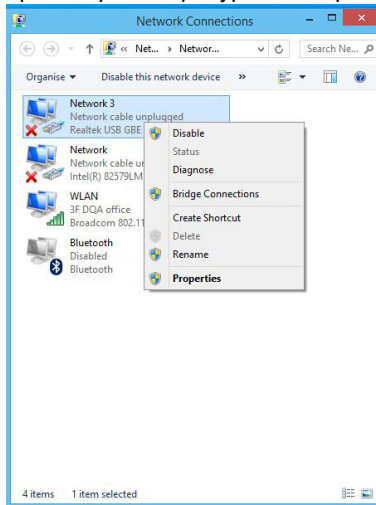 Network Connections
« Net... › Networ...
Search Ne...
Organise
Disable this network device
»
Network 3
Network cable unplugged
Realtek USB GBE
Network
Network cable un
Intel(R) 82579LM
WLAN
3F DQA office
Broadcom 802.11
Bluetooth
Disabled
Bluetooth
Disable
Status
Diagnose
Bridge Connections
Create Shortcut
Delete
Rename
Properties
4 items 1 item selected